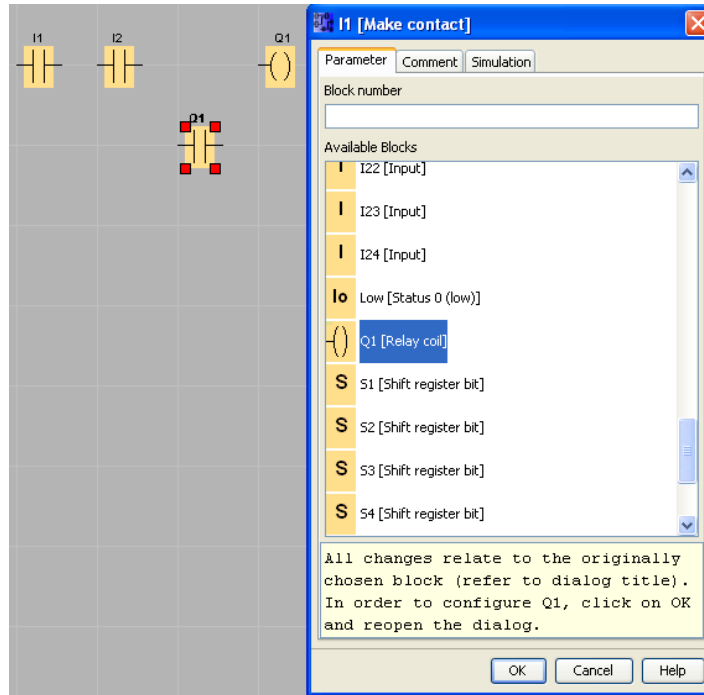 I1 I2 Q1
Q1
I1 [Make contact]
Parameter Comment Simulation
Block number
Available Blocks
I I22 [Input]
I I23 [Input]
I I24 [Input]
lo Low [Status 0 (low)]
Q1 [Relay coil]
S S1 [Shift register bit]
S S2 [Shift register bit]
S S3 [Shift register bit]
S S4 [Shift register bit]
All changes relate to the originally
chosen block (refer to dialog title).
In order to configure Q1, click on OK
and reopen the dialog.
OK Cancel Help